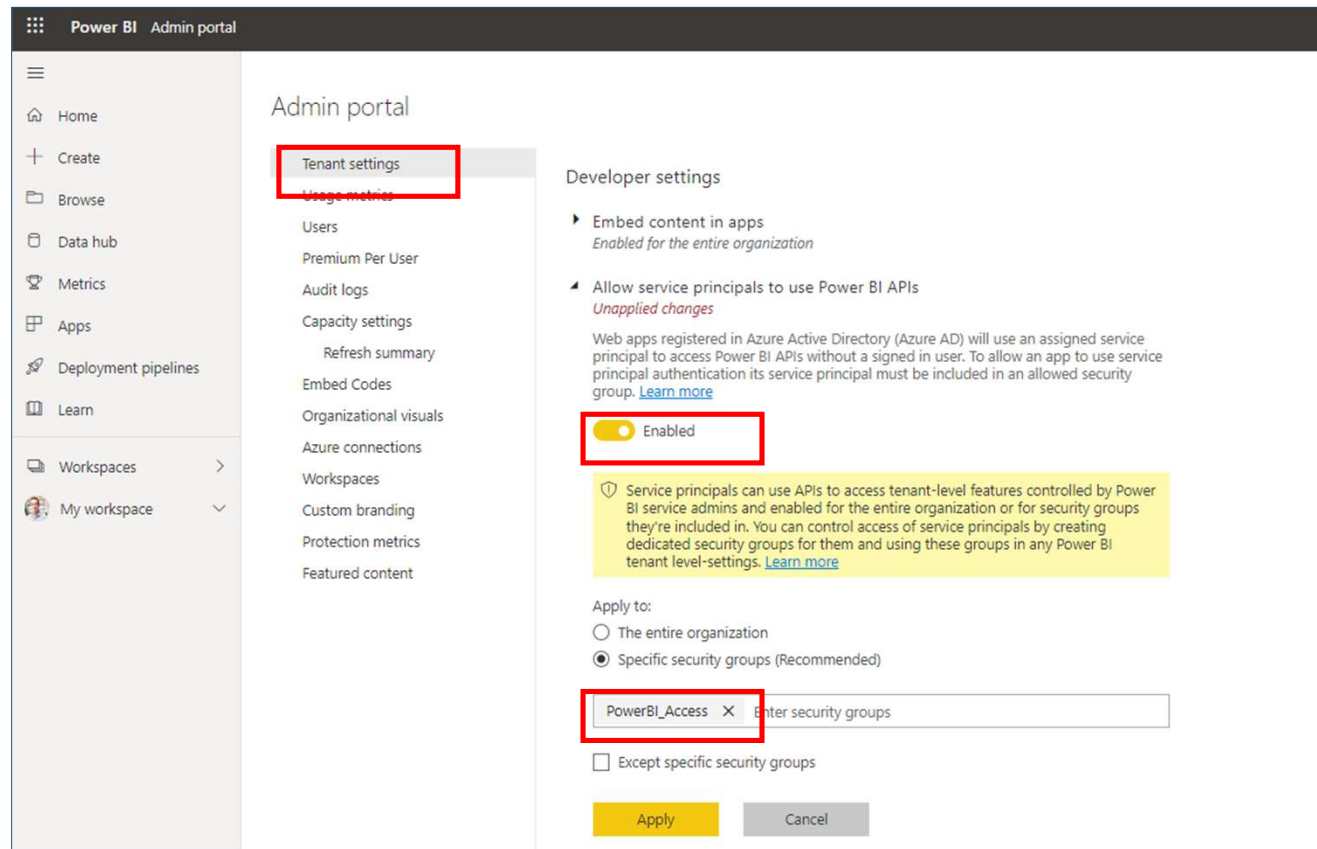 Power BI Admin portal
Home
Create
Browse
Data hub
Metrics
Apps
Deployment pipelines
Learn
Workspaces
My workspace
Admin portal
Tenant settings
Usage metrics
Users
Premium Per User
Audit logs
Capacity settings
Refresh summary
Embed Codes
Organizational visuals
Azure connections
Workspaces
Custom branding
Protection metrics
Featured content
Developer settings
Embed content in apps
Enabled for the entire organization
Allow service principals to use Power BI APIs
Unapplied changes
Web apps registered in Azure Active Directory (Azure AD) will use an assigned service
principal to access Power BI APIs without a signed in user. To allow an app to use service
principal authentication its service principal must be included in an allowed security
group. Learn more
Enabled
Service principals can use APIs to access tenant-level features controlled by Power
BI service admins and enabled for the entire organization or for security groups
they're included in. You can control access of service principals by creating
dedicated security groups for them and using these groups in any Power BI
tenant level-settings. Learn more
Apply to:
The entire organization
Specific security groups (Recommended)
PowerBI_Access Enter security groups
Except specific security groups
Apply Cancel